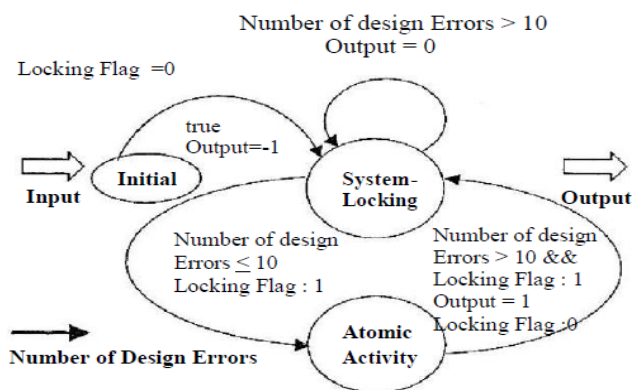 Number of design Errors > 10
Output = 0
Locking Flag =0
true
Output=-1
Input
Initial
System-
Locking
Output
Number of design
Errors ≤ 10
Locking Flag : 1
Number of design
Errors > 10 &&
Locking Flag : 1
Output = 1
Locking Flag :0
Atomic
Activity
Number of Design Errors